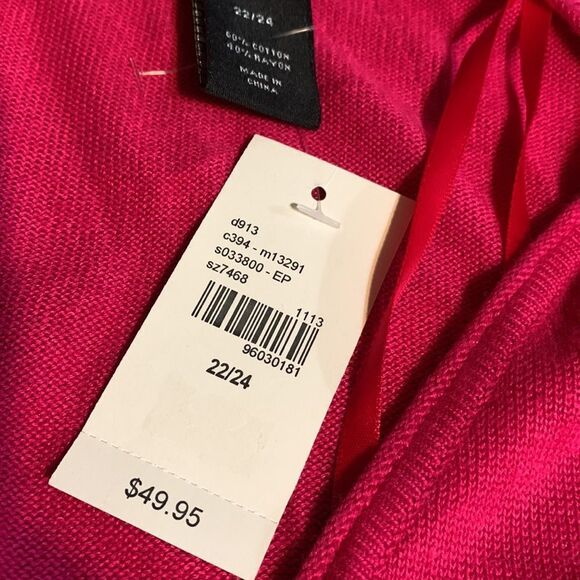 22/24
60% COTTON
40% RAYON
MADE IN
CHINA
d913
c394 - m13291
s033800 - EP
sz7468
1113
96030181
22/24
$49.95